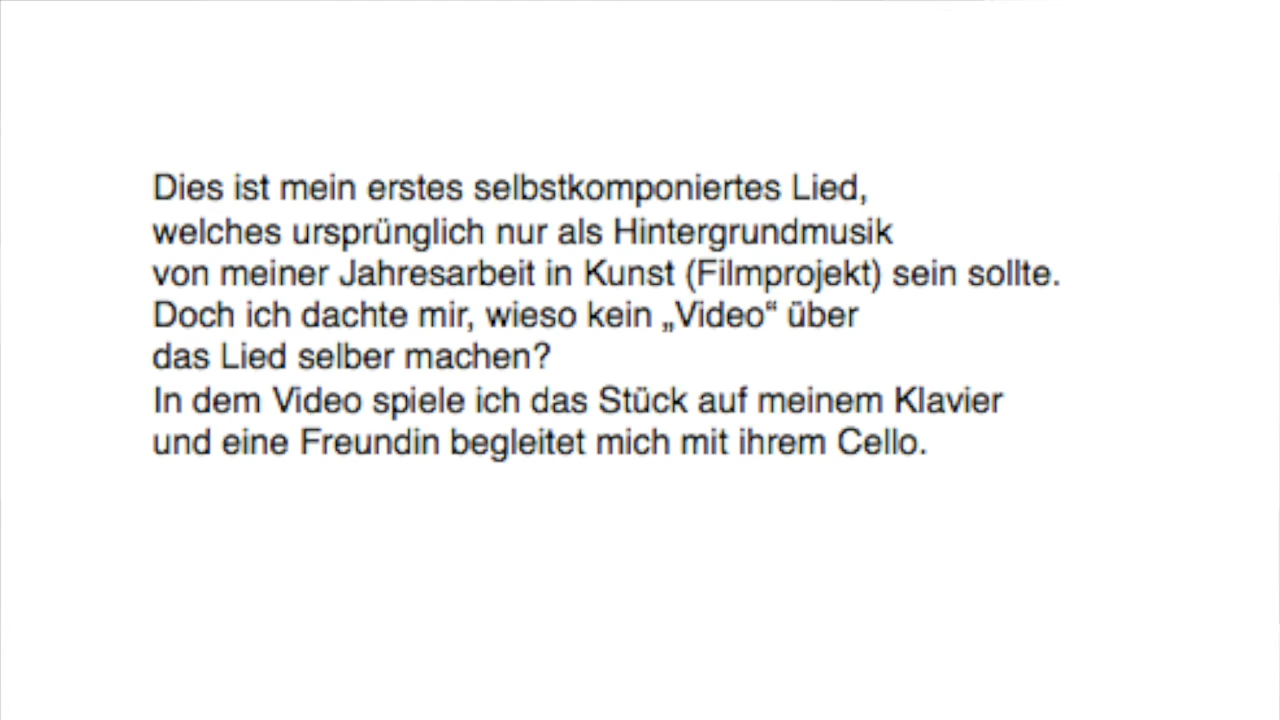 Dies ist mein erstes selbstkomponiertes Lied,
welches ursprünglich nur als Hintergrundmusik
von meiner Jahresarbeit in Kunst (Filmprojekt) sein sollte.
Doch ich dachte mir, wieso kein „Video“ über
das Lied selber machen?
In dem Video spiele ich das Stück auf meinem Klavier
und eine Freundin begleitet mich mit ihrem Cello.